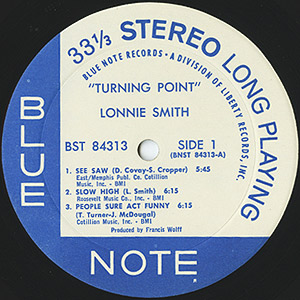 33 1/3 STEREO LONG PLAYING
BLUE NOTE RECORDS • A DIVISION OF LIBERTY RECORDS, INC.
"TURNING POINT"
LONNIE SMITH
BST 84313 SIDE 1
(BNST 84313-A)
1. SEE SAW (D. Covay-S. Cropper) 5:45
East/Memphis Publ. Co. Cotillion
Music, Inc. - BMI
2. SLOW HIGH (L. Smith) 6:15
Roosevelt Music Co., Inc. - BMI
3. PEOPLE SURE ACT FUNNY 6:15
(T. Turner-J. McDougal)
Cotillion Music, Inc. - BMI
Produced by Francis Wolff
BLUE
NOTE